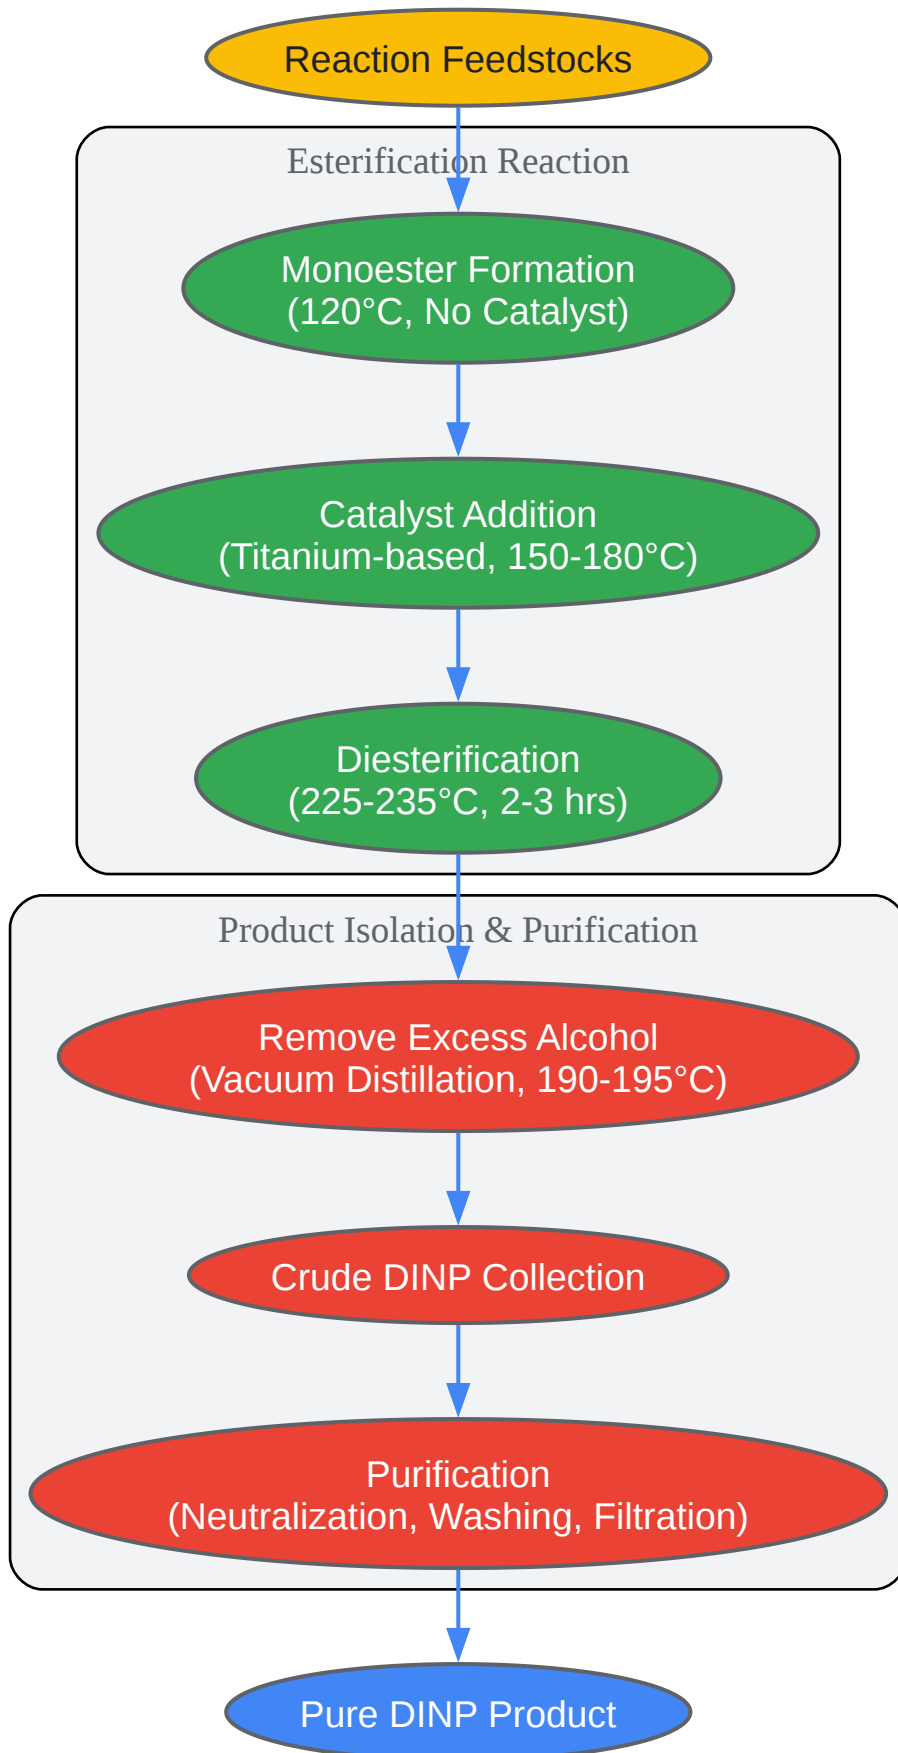 Reaction Feedstocks
Esterification Reaction
Monoester Formation
(120°C, No Catalyst)
Catalyst Addition
(Titanium-based, 150-180°C)
Diesterification
(225-235°C, 2-3 hrs)
Product Isolation & Purification
Remove Excess Alcohol
(Vacuum Distillation, 190-195°C)
Crude DINP Collection
Purification
(Neutralization, Washing, Filtration)
Pure DINP Product